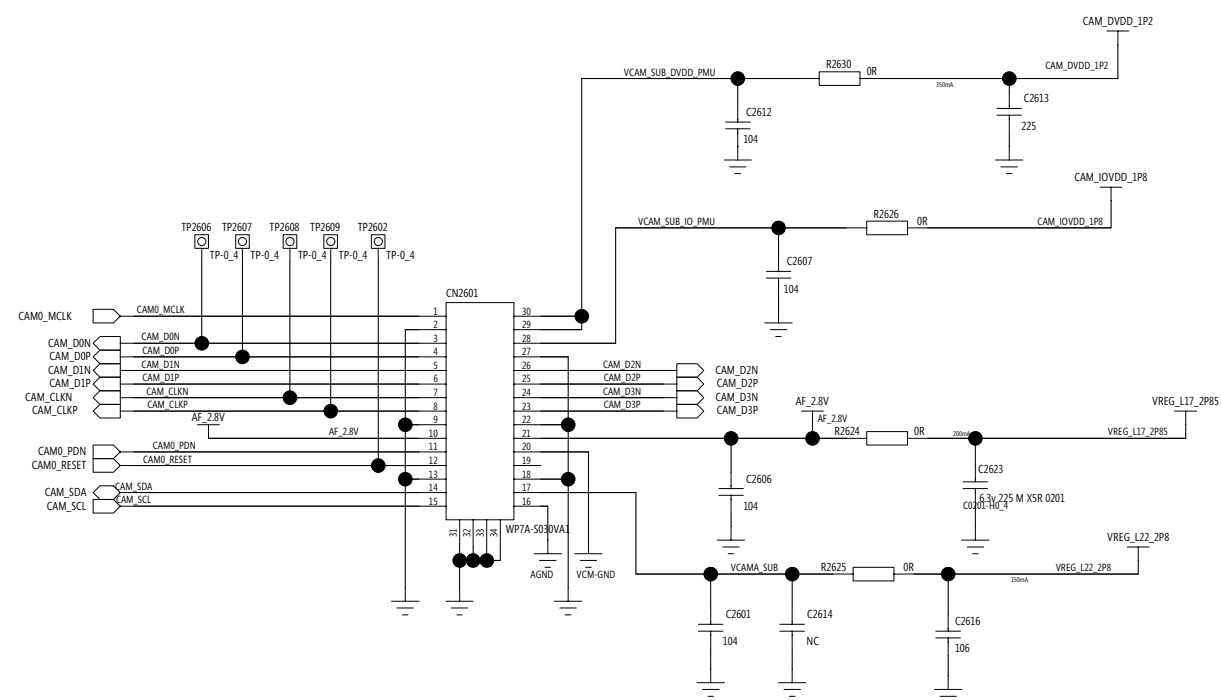 CAM_DVDD_1P2
R2630
0R
VCAM_SUB_DVDD_PMU
CAM_DVDD_1P2
350mA
C2612
104
C2613
225
CAM_IOVDD_1P8
R2626
0R
VCAM_SUB_IO_PMU
CAM_IOVDD_1P8
C2607
104
TP2606
TP2607
TP2608
TP2609
TP2602
TP-0_4
TP-0_4
TP-0_4
TP-0_4
TP-0_4
CN2601
CAM0_MCLK
CAM0_MCLK
1
30
2
29
CAM_D0N
CAM_D0N
3
28
CAM_D0P
CAM_D0P
4
27
CAM_D1N
CAM_D1N
5
26
CAM_D2N
CAM_D2N
CAM_D1P
CAM_D1P
6
25
CAM_D2P
CAM_D2P
CAM_CLKN
CAM_CLKN
7
24
CAM_D3N
CAM_D3N
CAM_CLKP
CAM_CLKP
8
23
CAM_D3P
CAM_D3P
AF_2.8V
9
22
AF_2.8V
AF_2.8V
VREG_L17_2P85
AF_2.8V
10
21
R2624
0R
200mA
VREG_L17_2P85
CAM0_PDN
CAM0_PDN
11
20
CAM0_RESET
CAM0_RESET
12
19
13
18
C2606
104
C2623
6.3v 225 M X5R 0201
C0201-H0_4
CAM_SDA
CAM_SDA
14
17
CAM_SCL
CAM_SCL
15
16
31
32
33
34
WP7A-S030VA1
AGND
VCM-GND
VREG_L22_2P8
VCAMA_SUB
R2625
0R
150mA
VREG_L22_2P8
C2601
104
C2614
NC
C2616
106